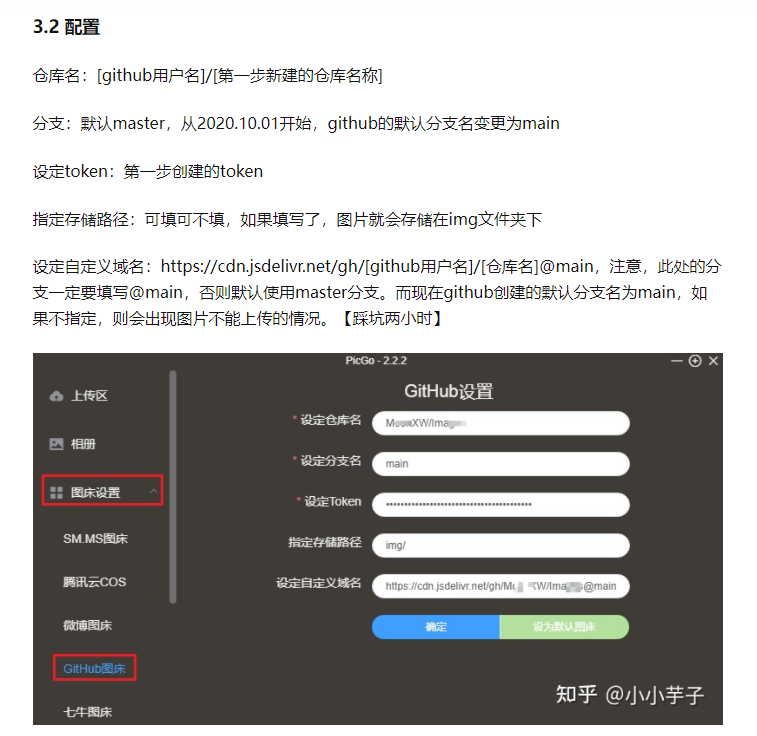 3.2 配置
仓库名：[github用户名]/[第一步新建的仓库名称]
分支：默认master，从2020.10.01开始，github的默认分支名变更为main
设定token：第一步创建的token
指定存储路径：可填可不填，如果填写了，图片就会存储在img文件夹下
设定自定义域名：https://cdn.jsdelivr.net/gh/[github用户名]/[仓库名]@main，注意，此处的分
支一定要填写@main，否则默认使用master分支。而现在github创建的默认分支名为main，如
果不指定，则会出现图片不能上传的情况。【踩坑两小时】
PicGo - 2.2.2
GitHub设置
上传区
相册
图床设置
SM.MS图床
腾讯云COS
微博图床
GitHub图床
七牛图床
* 设定仓库名
* 设定分支名 main
* 设定Token
指定存储路径 img/
设定自定义域名 https://cdn.jsdelivr.net/gh/ @main
确定 设为默认图床
知乎 @小小芋子